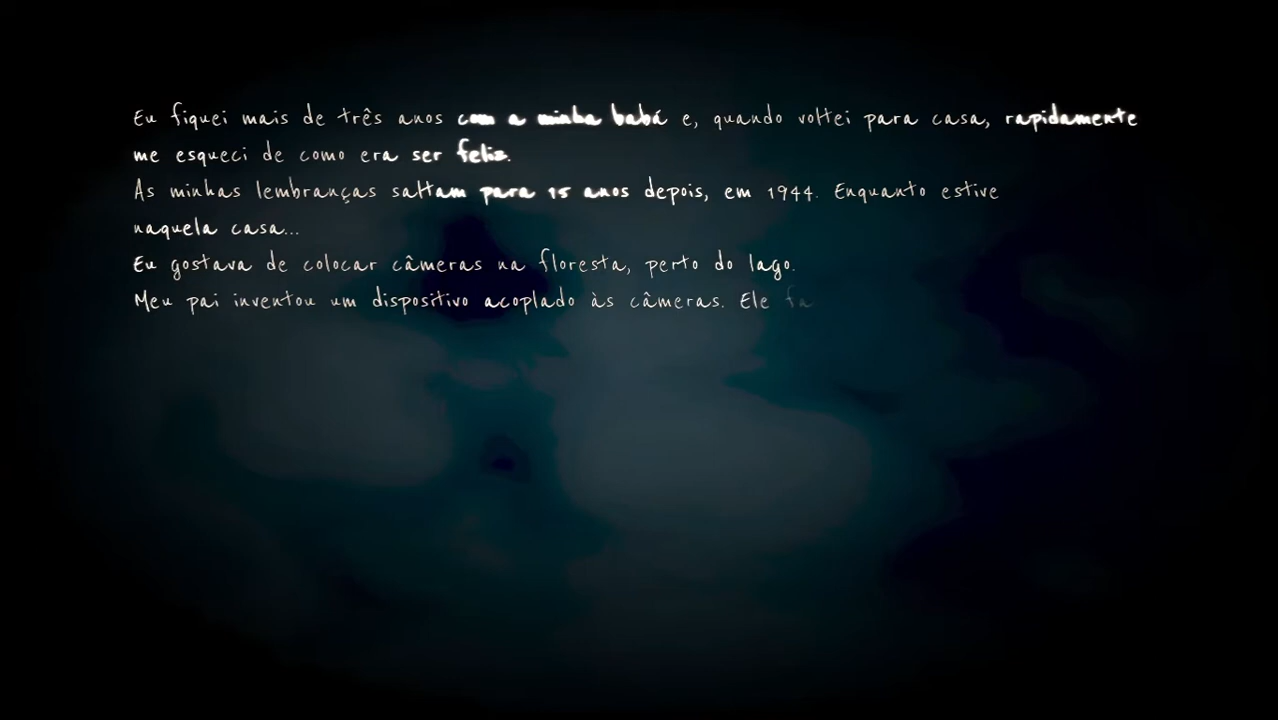 Eu fiquei mais de três anos com a minha babá e, quando voltei para casa, rapidamente
me esqueci de como era ser feliz.
As minhas lembranças saltam para 15 anos depois, em 1944. Enquanto estive
naquela casa...
Eu gostava de colocar câmeras na floresta, perto do lago.
Meu pai inventou um dispositivo acoplado às câmeras. Ele